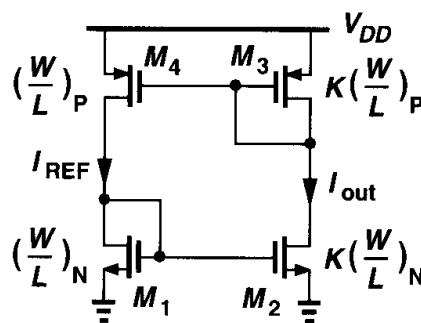 V_DD
(W/L)_P M_4 M_3 K(W/L)_P
I_REF I_out
(W/L)_N M_1 M_2 K(W/L)_N